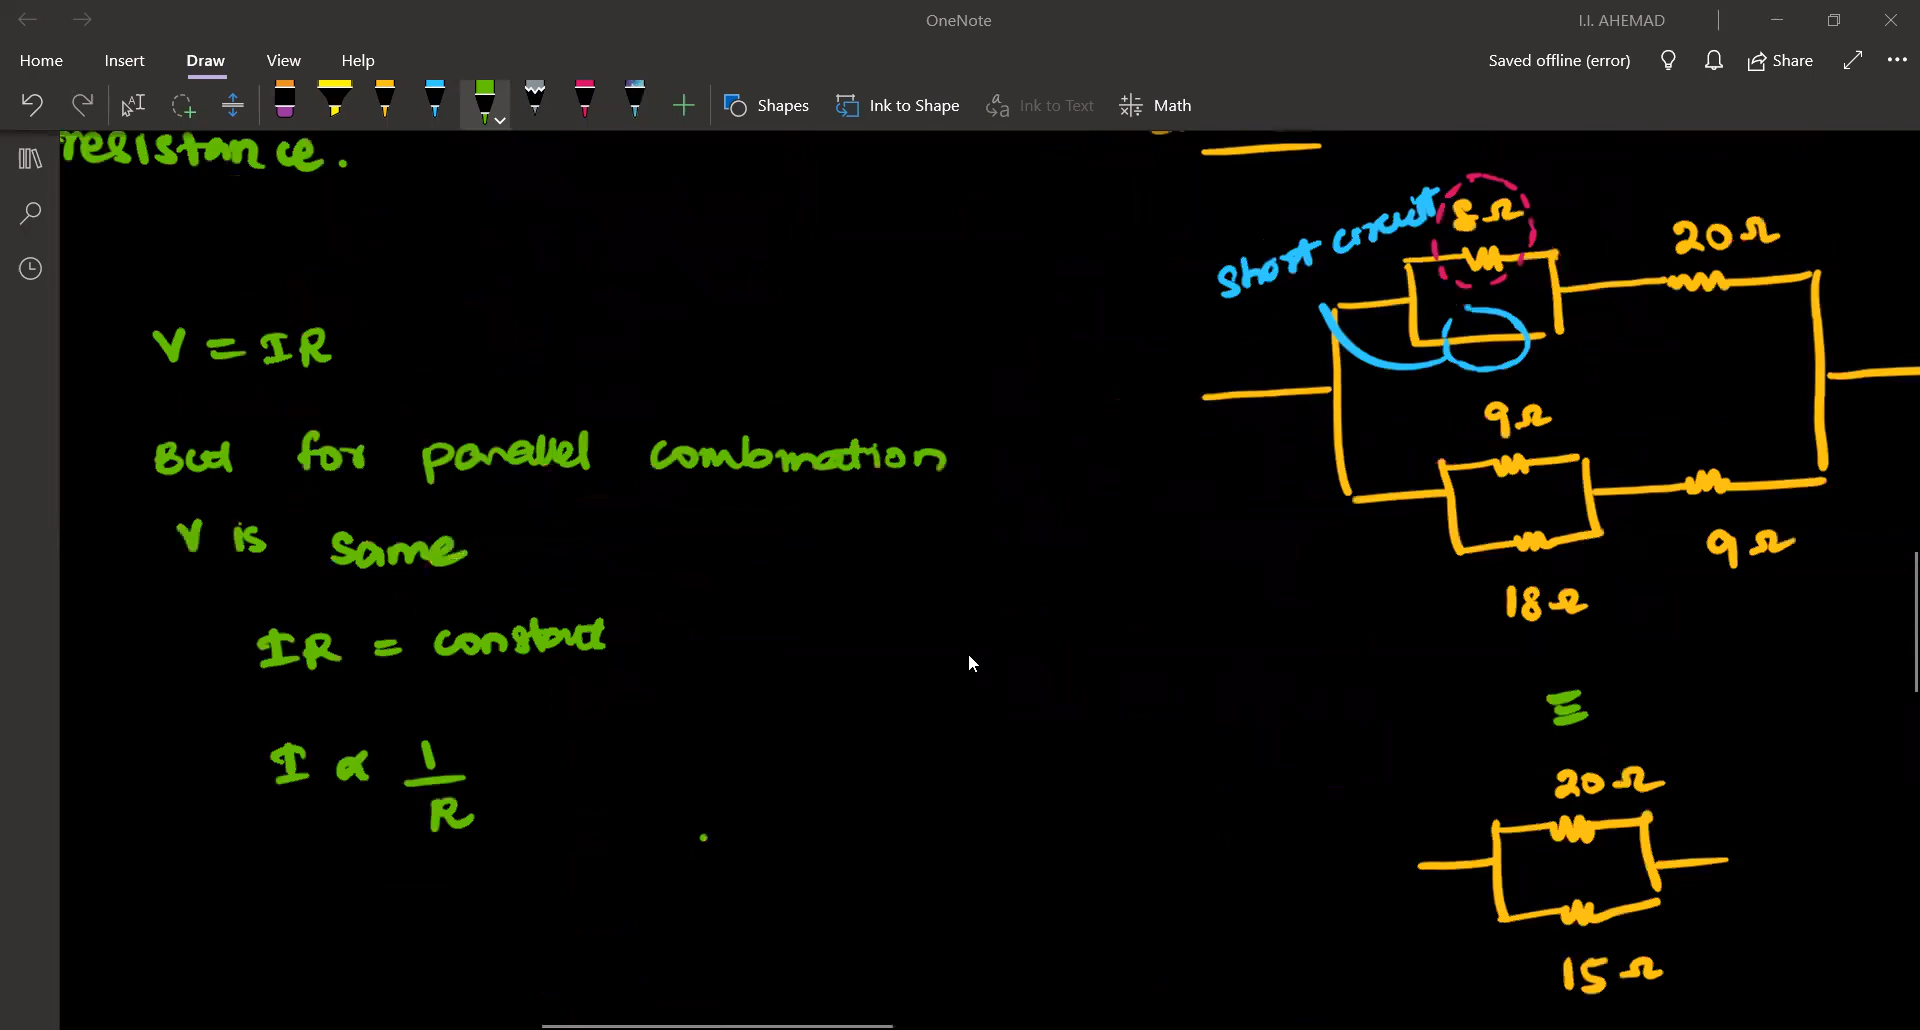 OneNote
I.I. AHEMAD
Home Insert Draw View Help
Saved offline (error) Share
Shapes Ink to Shape Ink to Text Math
resistance.
V = IR
But for parallel combination
V is same
IR = constant
I ∝ 1/R
Short circuit
8Ω
20Ω
9Ω
9Ω
18Ω
≡
20Ω
15Ω